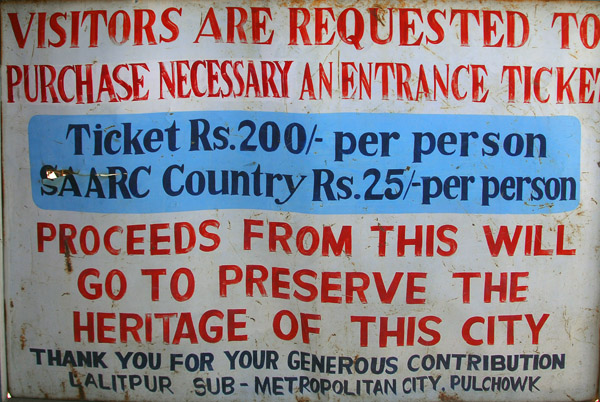 VISITORS ARE REQUESTED TO
PURCHASE NECESSARY AN ENTRANCE TICKET
Ticket Rs.200/- per person
SAARC Country Rs.25/-per person
PROCEEDS FROM THIS WILL
GO TO PRESERVE THE
HERITAGE OF THIS CITY
THANK YOU FOR YOUR GENEROUS CONTRIBUTION
LALITPUR SUB-METROPOLITAN CITY, PULCHOWK